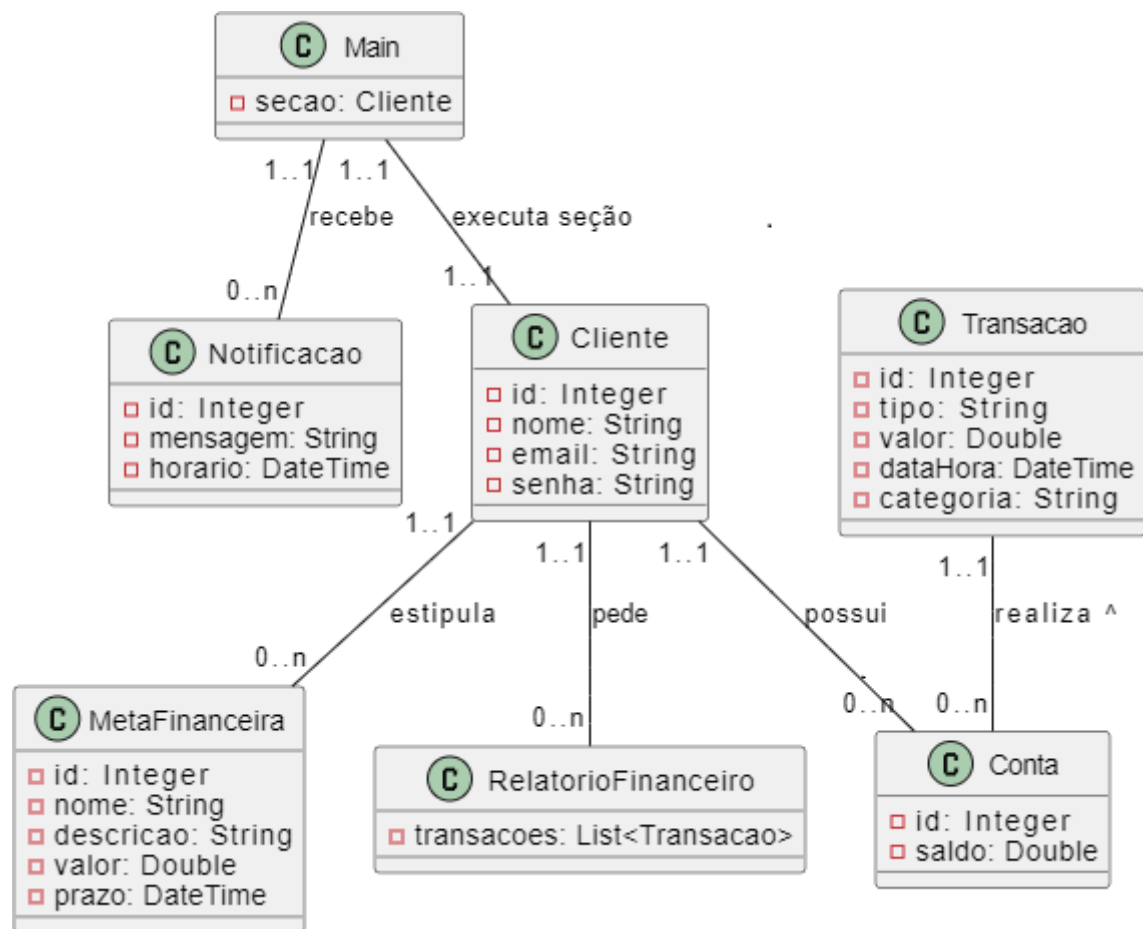 C Main
secao: Cliente
1..1 1..1
recebe executa seção .
0..n 1..1
C Notificacao
id: Integer
mensagem: String
horario: DateTime
C Cliente
id: Integer
nome: String
email: String
senha: String
C Transacao
id: Integer
tipo: String
valor: Double
dataHora: DateTime
categoria: String
1..1 1..1 1..1 1..1
estipula pede possui realiza ^
0..n 0..n 0..n 0..n
C MetaFinanceira
id: Integer
nome: String
descricao: String
valor: Double
prazo: DateTime
C RelatorioFinanceiro
transacoes: List<Transacao>
C Conta
id: Integer
saldo: Double